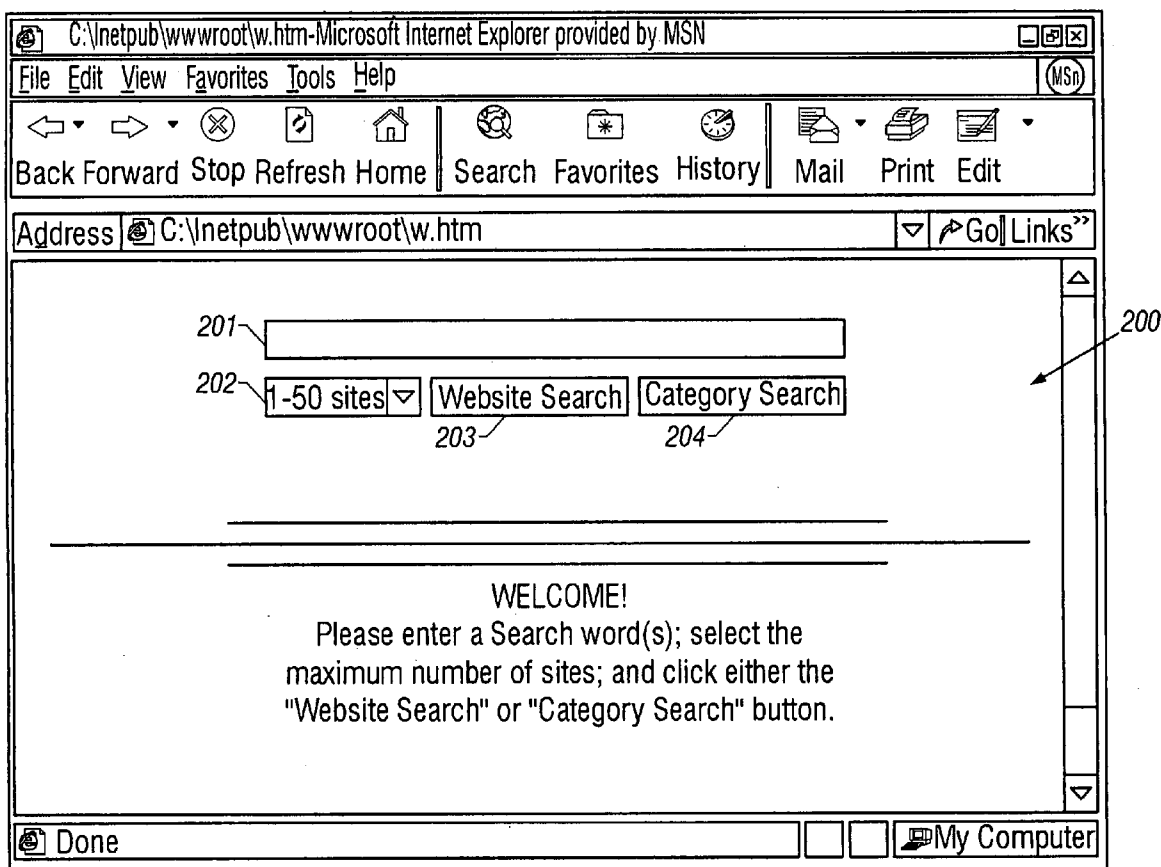 C:\Inetpub\wwwroot\w.htm-Microsoft Internet Explorer provided by MSN
File Edit View Favorites Tools Help MSn
Back Forward Stop Refresh Home Search Favorites History Mail Print Edit
Address C:\Inetpub\wwwroot\w.htm Go Links»
201
200
202 1-50 sites Website Search Category Search
203 204
WELCOME!
Please enter a Search word(s); select the
maximum number of sites; and click either the
"Website Search" or "Category Search" button.
Done My Computer